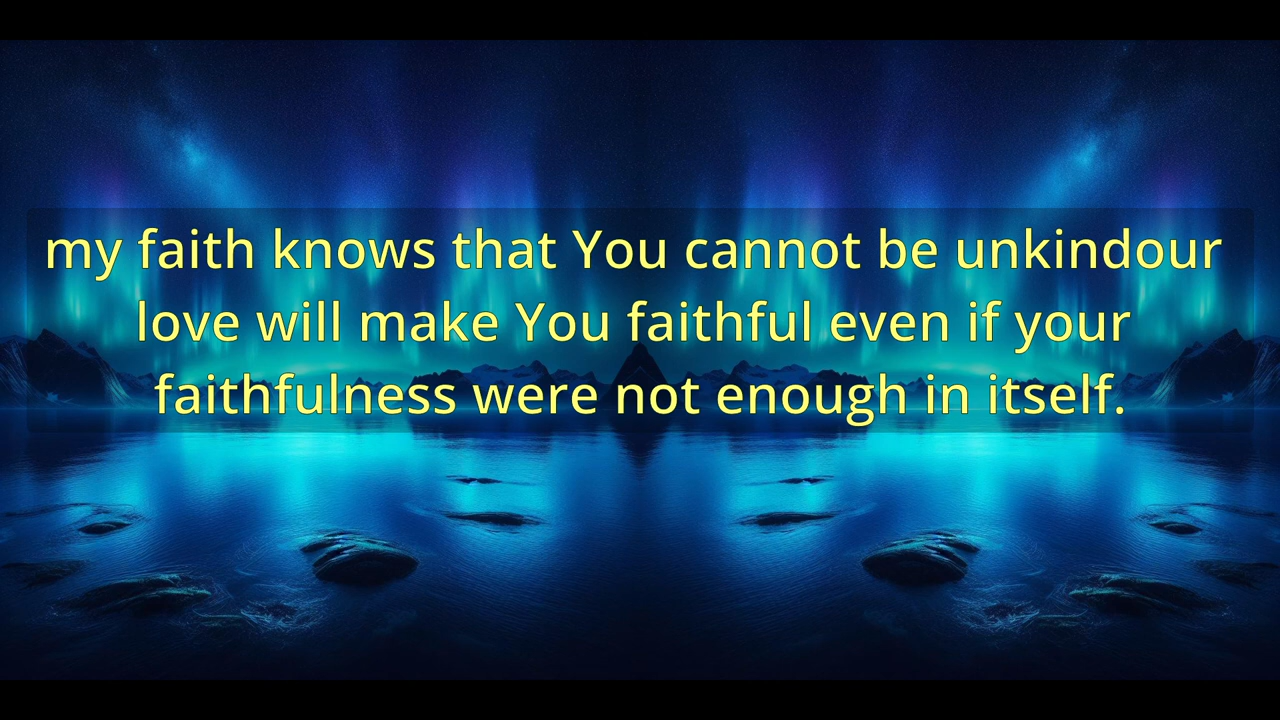 my faith knows that You cannot be unkindour
love will make You faithful even if your
faithfulness were not enough in itself.